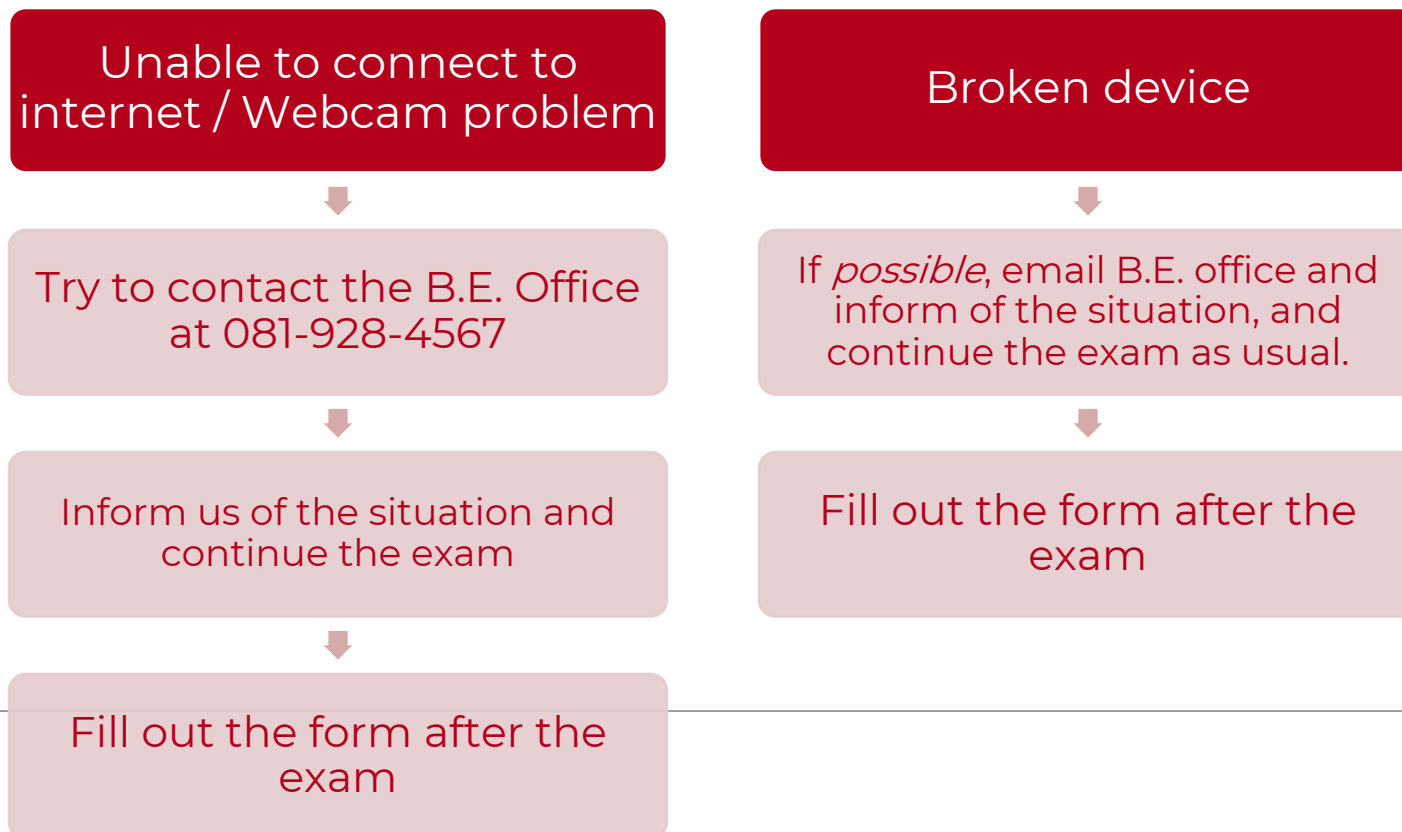 Unable to connect to
internet / Webcam problem
Try to contact the B.E. Office
at 081-928-4567
Inform us of the situation and
continue the exam
Fill out the form after the
exam
Broken device
If possible, email B.E. office and
inform of the situation, and
continue the exam as usual.
Fill out the form after the
exam